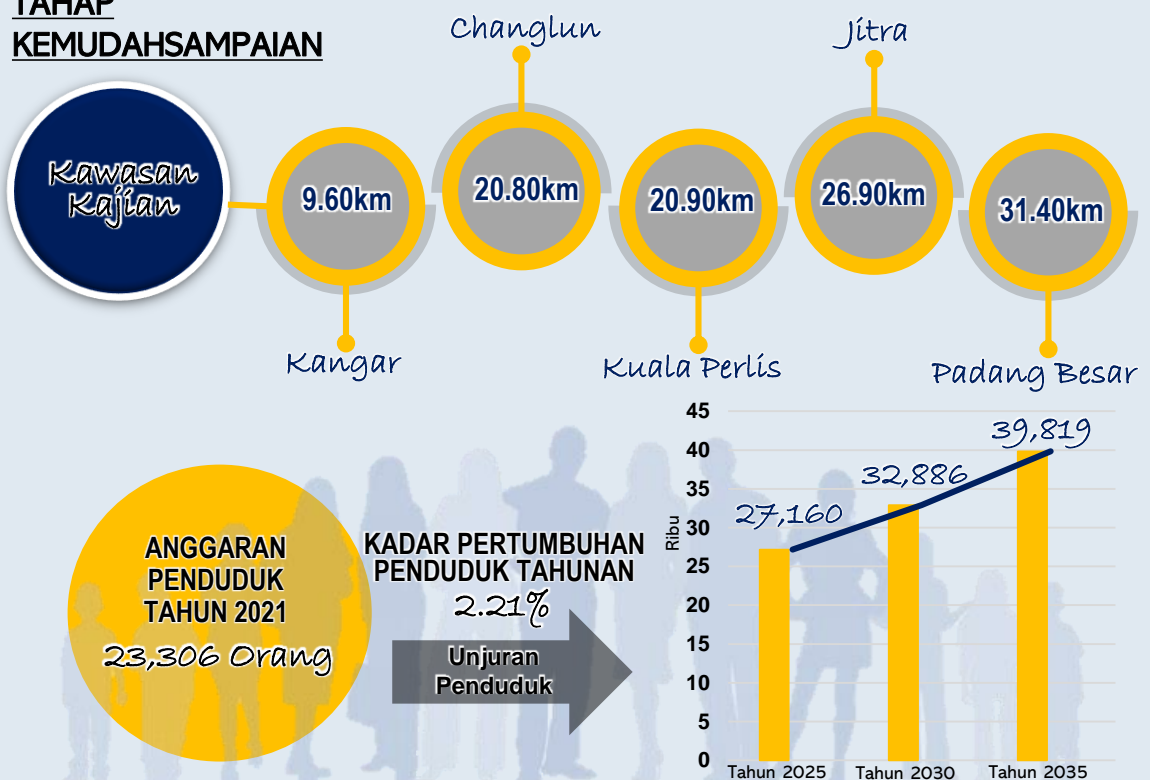 TAHAP
KEMUDAHSAMPAIAN
Changlun
Jitra
Kawasan
Kajian
9.60km
20.80km
20.90km
26.90km
31.40km
Kangar
Kuala Perlis
Padang Besar
ANGGARAN
PENDUDUK
TAHUN 2021
23,306 Orang
KADAR PERTUMBUHAN
PENDUDUK TAHUNAN
2.21%
Unjuran
Penduduk
Ribu
45
40
35
30
25
20
15
10
5
0
27,160
32,886
39,819
Tahun 2025
Tahun 2030
Tahun 2035